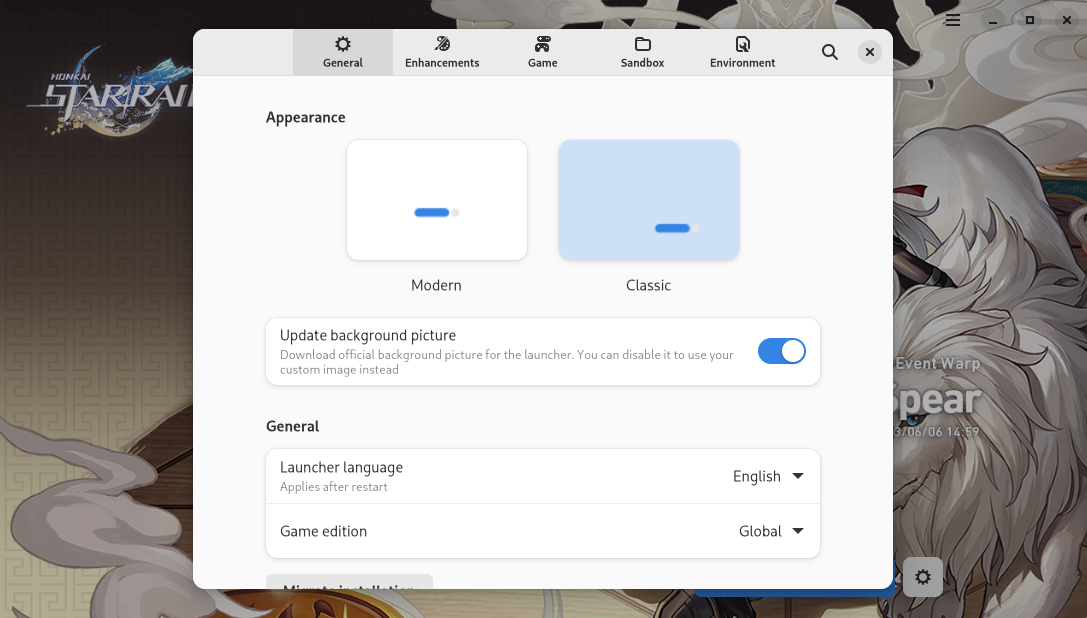 HONKAI
STAR RAIL
General
Enhancements
Game
Sandbox
Environment
Appearance
Modern
Classic
Update background picture
Download official background picture for the launcher. You can disable it to use your
custom image instead
Event Warp
Spear
3/06/06 14:59
General
Launcher language
Applies after restart
English
Game edition
Global
Migrate installation